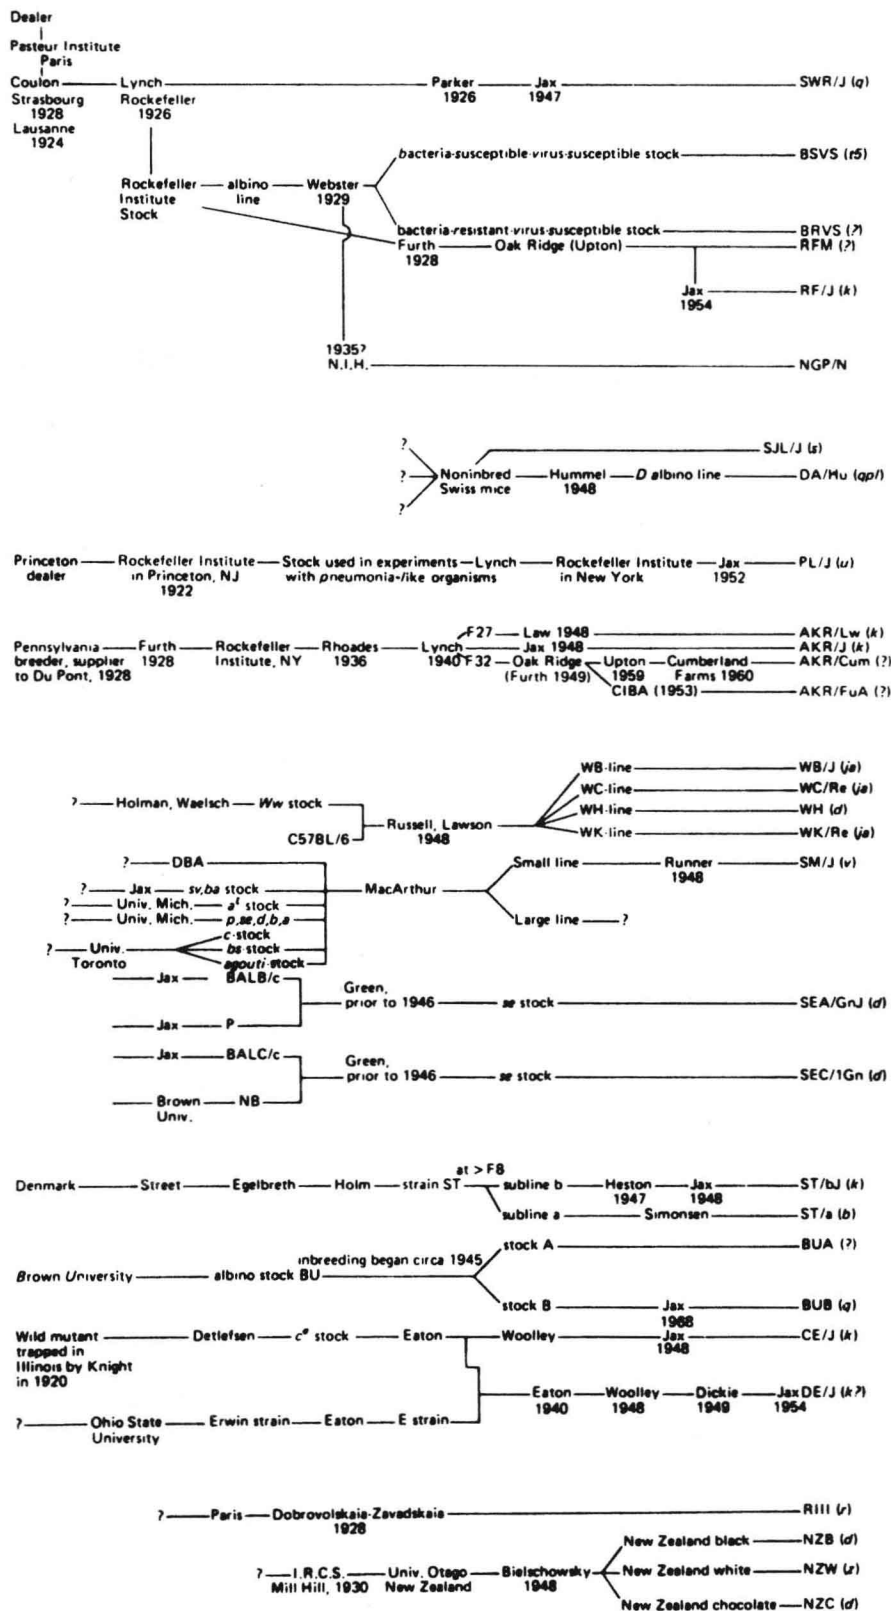 Dealer
Pasteur Institute
Paris
Coulon Lynch Parker Jax SWR/J (q)
Strasbourg Rockefeller 1926 1947
1928 1926
Lausanne
1924
bacteria-susceptible-virus-susceptible stock BSVS (r5)
Rockefeller albino Webster
Institute line 1929
Stock
bacteria-resistant-virus-susceptible stock BRVS (?)
Furth Oak Ridge (Upton) RFM (?)
1928
Jax RF/J (k)
1954
1935?
N.I.H. NGP/N
? SJL/J (s)
? Noninbred Hummel D albino line DA/Hu (qp1)
Swiss mice 1948
?
Princeton Rockefeller Institute Stock used in experiments Lynch Rockefeller Institute Jax PL/J (u)
dealer in Princeton, NJ with pneumonia-like organisms in New York 1952
1922
F27 Law 1948 AKR/Lw (k)
Pennsylvania Furth Rockefeller Rhoades Lynch Jax 1948 AKR/J (k)
breeder, supplier 1928 Institute, NY 1936 1940 F32 Oak Ridge Upton Cumberland AKR/Cum (?)
to Du Pont, 1928 (Furth 1949) 1959 Farms 1960
CIBA (1953) AKR/FuA (?)
WB-line WB/J (ja)
? Holman, Waelsch Ww stock WC-line WC/Re (ja)
Russell, Lawson WH-line WH (d)
C57BL/6 1948 WK-line WK/Re (ja)
? DBA Small line Runner SM/J (v)
1948
? Jax sv,ba stock MacArthur
? Univ. Mich. aᵗ stock
? Univ. Mich. p,se,d,b,a Large line ?
c-stock
? Univ. bs-stock
Toronto agouti-stock
Jax BALB/c
Green,
prior to 1946 se stock SEA/GnJ (d)
Jax P
Jax BALC/c
Green,
prior to 1946 se stock SEC/1Gn (d)
Brown NB
Univ.
at > F8
Denmark Street Egelbreth Holm strain ST subline b Heston Jax ST/bJ (k)
1947 1948
subline a Simonsen ST/a (b)
stock A BUA (?)
inbreeding began circa 1945
Brown University albino stock BU
stock B Jax BUB (q)
1968
Wild mutant Detlefsen cᵉ stock Eaton Woolley Jax CE/J (k)
trapped in 1948
Illinois by Knight
in 1920
Eaton Woolley Dickie Jax DE/J (k?)
1940 1948 1949 1954
? Ohio State Erwin strain Eaton E strain
University
? Paris Dobrovolskaia-Zavadskaia RIII (r)
1928
New Zealand black NZB (d)
? I.R.C.S. Univ. Otago Bielschowsky New Zealand white NZW (z)
Mill Hill, 1930 New Zealand 1948
New Zealand chocolate NZC (d)